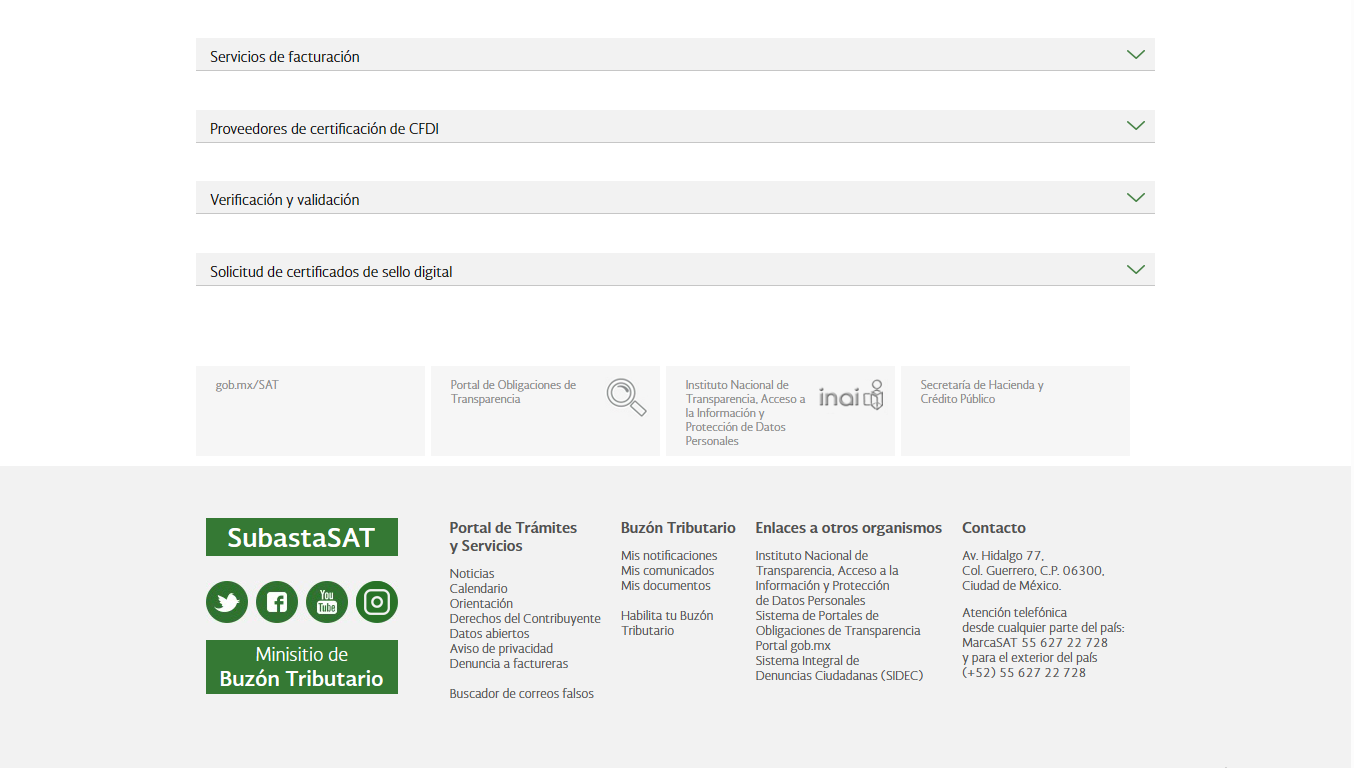 Servicios de facturación
Proveedores de certificación de CFDI
Verificación y validación
Solicitud de certificados de sello digital
gob.mx/SAT
Portal de Obligaciones de
Transparencia
Instituto Nacional de
Transparencia, Acceso a
la Información y
Protección de Datos
Personales
inai
Secretaría de Hacienda y
Crédito Público
SubastaSAT
You
Tube
Minisitio de
Buzón Tributario
Portal de Trámites
y Servicios
Noticias
Calendario
Orientación
Derechos del Contribuyente
Datos abiertos
Aviso de privacidad
Denuncia a factureras
Buscador de correos falsos
Buzón Tributario
Mis notificaciones
Mis comunicados
Mis documentos
Habilita tu Buzón
Tributario
Enlaces a otros organismos
Instituto Nacional de
Transparencia, Acceso a la
Información y Protección
de Datos Personales
Sistema de Portales de
Obligaciones de Transparencia
Portal gob.mx
Sistema Integral de
Denuncias Ciudadanas (SIDEC)
Contacto
Av. Hidalgo 77,
Col. Guerrero, C.P. 06300,
Ciudad de México.
Atención telefónica
desde cualquier parte del país:
MarcaSAT 55 627 22 728
y para el exterior del país
(+52) 55 627 22 728